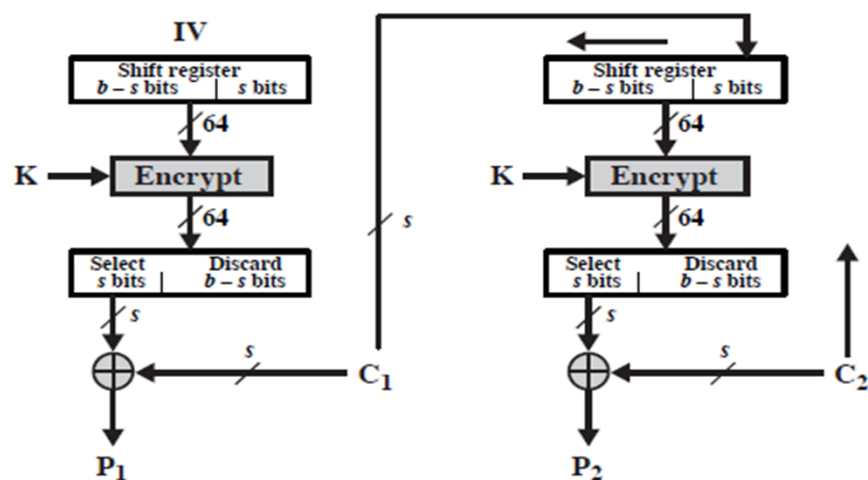 IV
Shift register
b – s bits | s bits
64
K
Encrypt
64
Select Discard
s bits | b – s bits
s
s
C1
P1
s
Shift register
b – s bits | s bits
64
K
Encrypt
64
Select Discard
s bits | b – s bits
s
s
C2
P2